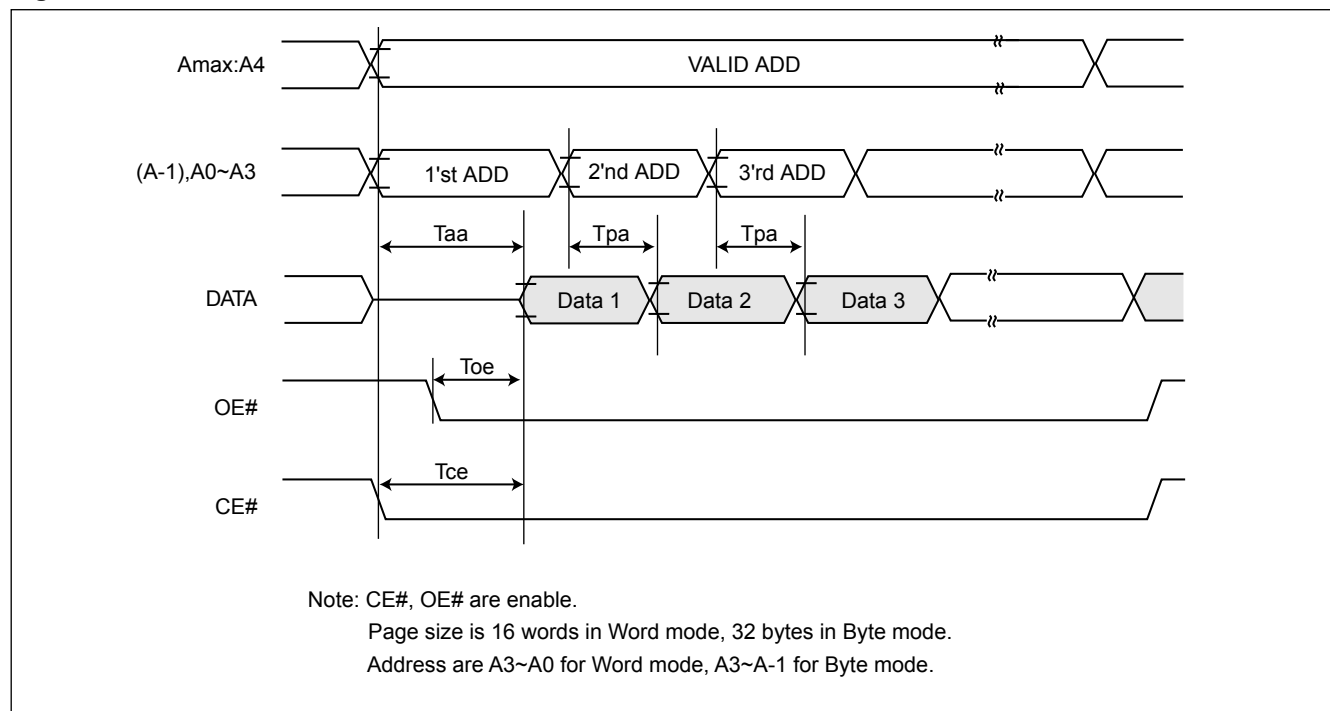 Amax:A4
VALID ADD
(A-1),A0~A3
1'st ADD
2'nd ADD
3'rd ADD
Taa
Tpa
Tpa
DATA
Data 1
Data 2
Data 3
Toe
OE#
Tce
CE#
Note: CE#, OE# are enable.
Page size is 16 words in Word mode, 32 bytes in Byte mode.
Address are A3~A0 for Word mode, A3~A-1 for Byte mode.